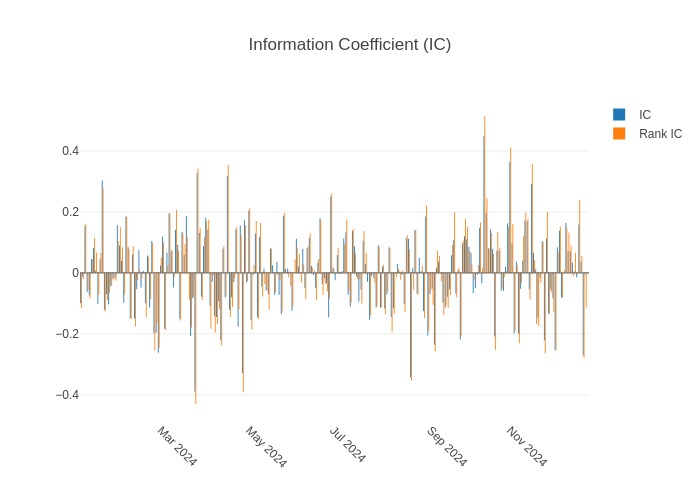 Information Coefficient (IC)
IC
Rank IC
0.4
0.2
0
−0.2
−0.4
Mar 2024
May 2024
Jul 2024
Sep 2024
Nov 2024